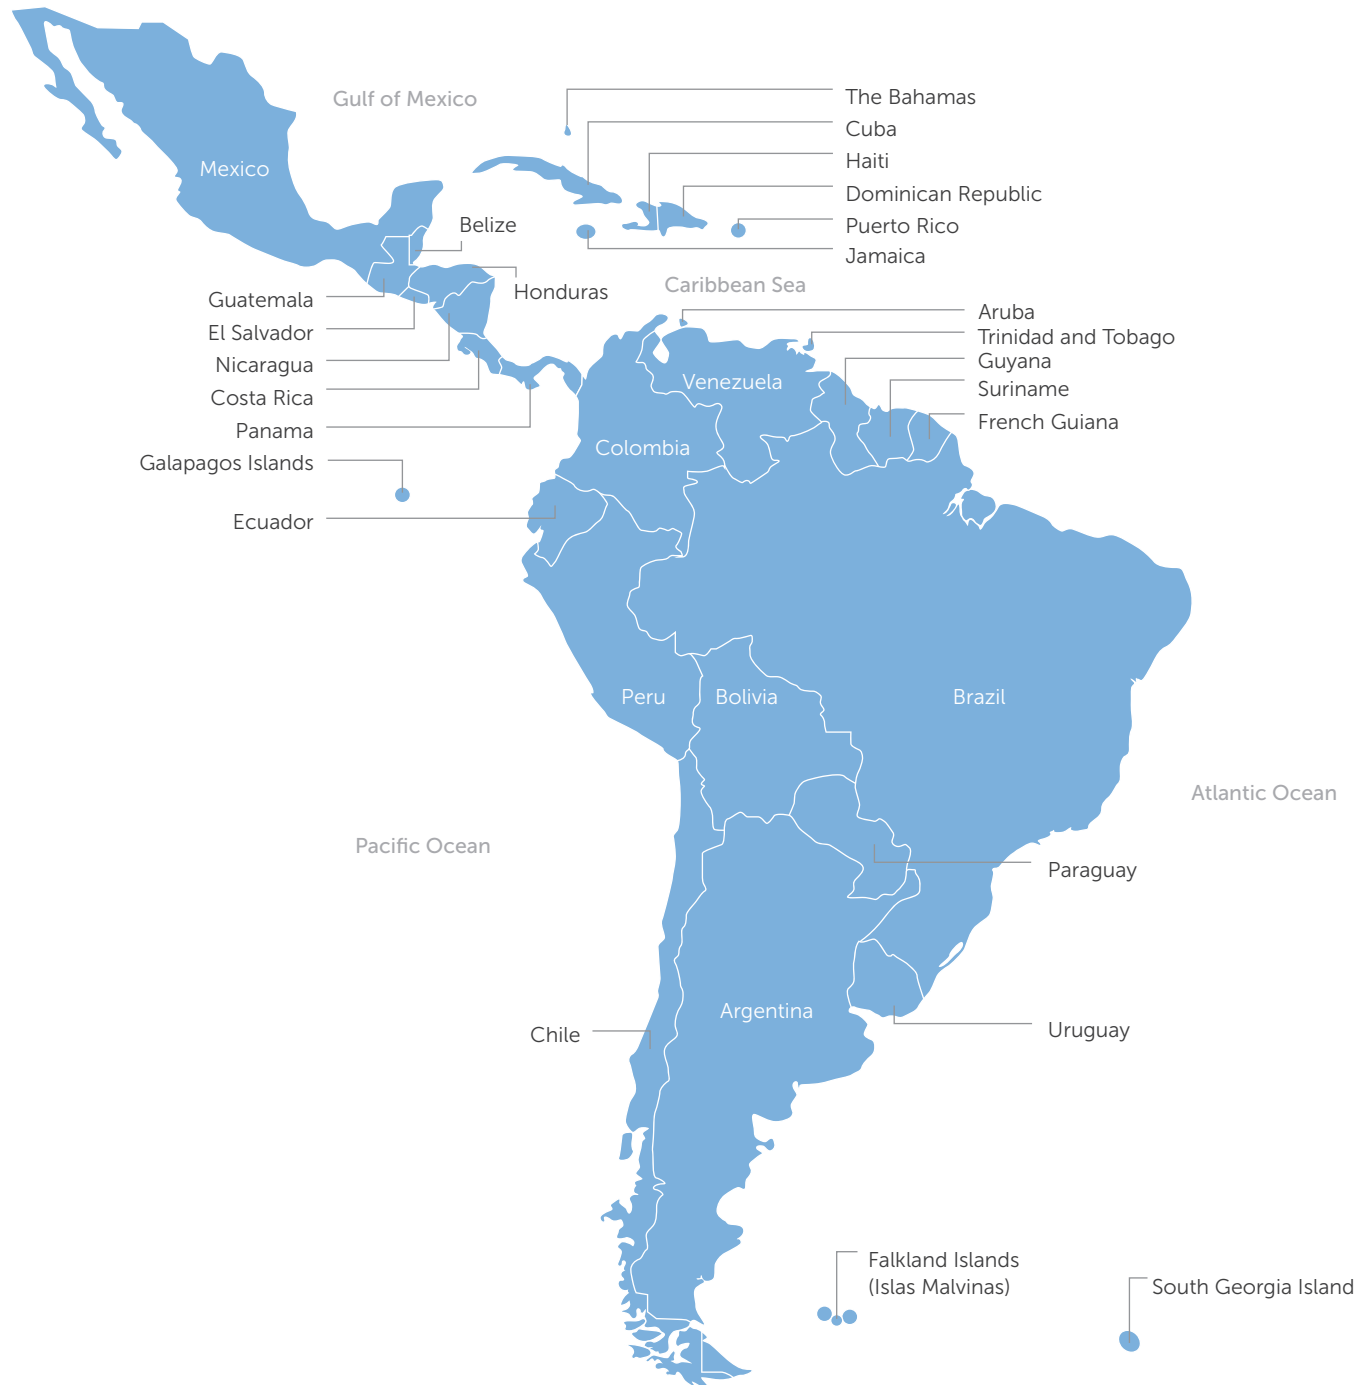 The Bahamas
Gulf of Mexico
Cuba
Haiti
Mexico
Dominican Republic
Belize
Puerto Rico
Jamaica
Caribbean Sea
Honduras
Guatemala
Aruba
El Salvador
Trinidad and Tobago
Guyana
Nicaragua
Venezuela
Suriname
Costa Rica
French Guiana
Panama
Colombia
Galapagos Islands
Ecuador
Peru
Bolivia
Brazil
Atlantic Ocean
Pacific Ocean
Paraguay
Argentina
Uruguay
Chile
Falkland Islands
(Islas Malvinas)
South Georgia Island